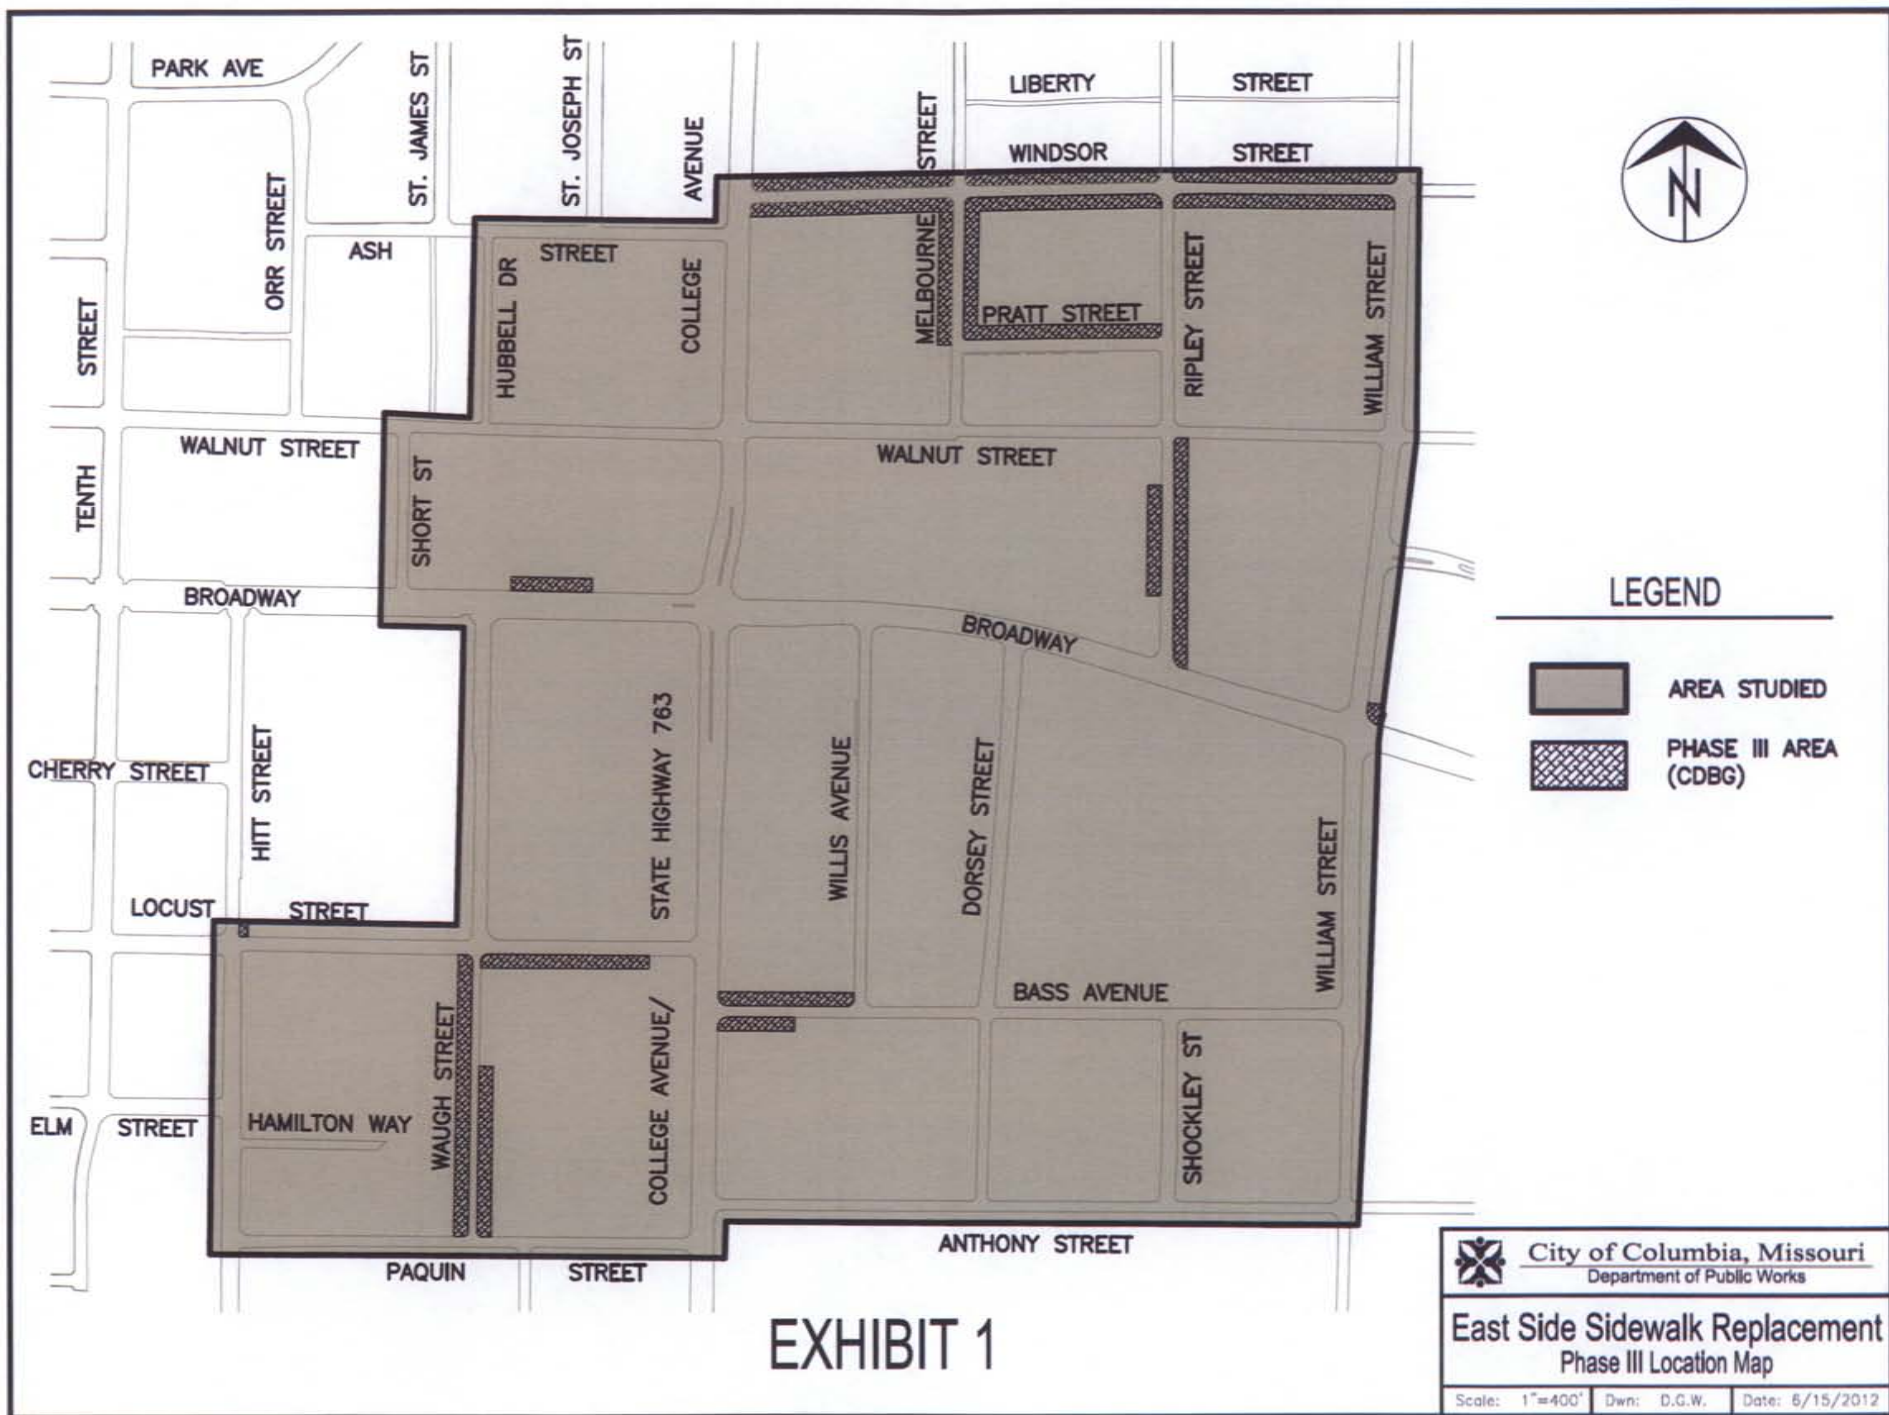 PARK AVE
ST. JAMES ST
ST. JOSEPH ST
AVENUE
STREET
LIBERTY STREET
WINDSOR STREET
ORR STREET
ASH STREET
HUBBELL DR
COLLEGE
MELBOURNE
PRATT STREET
RIPLEY STREET
WILLIAM STREET
N
STREET
TENTH
WALNUT STREET
SHORT ST
WALNUT STREET
BROADWAY
BROADWAY
LEGEND
AREA STUDIED
PHASE III AREA
(CDBG)
CHERRY STREET
HITT STREET
STATE HIGHWAY 763
WILLIS AVENUE
DORSEY STREET
WILLIAM STREET
LOCUST STREET
BASS AVENUE
ELM STREET
HAMILTON WAY
WAUGH STREET
COLLEGE AVENUE/
SHOCKLEY ST
PAQUIN STREET
ANTHONY STREET
EXHIBIT 1
City of Columbia, Missouri
Department of Public Works
East Side Sidewalk Replacement
Phase III Location Map
Scale: 1"=400' Dwn: D.G.W. Date: 6/15/2012